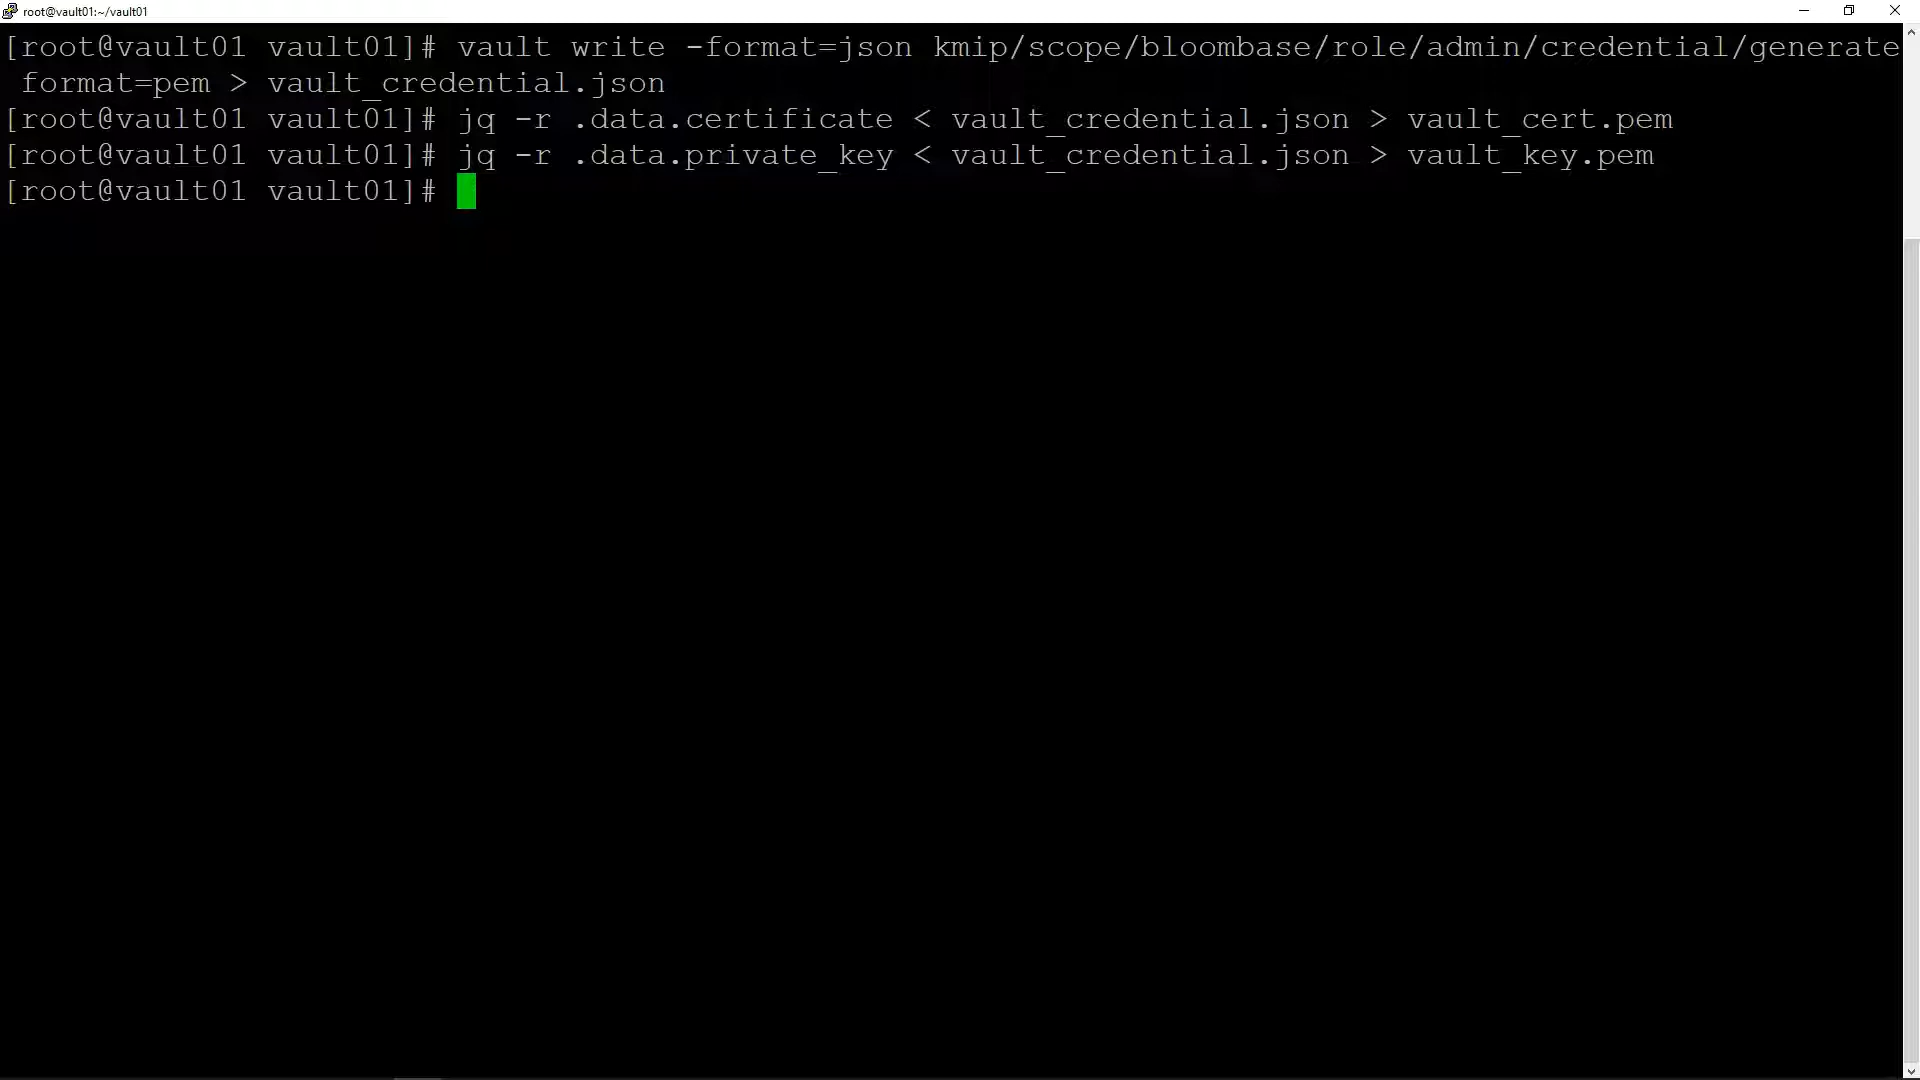 root@vault01:~/vault01
[root@vault01 vault01]# vault write -format=json kmip/scope/bloombase/role/admin/credential/generate
format=pem > vault_credential.json
[root@vault01 vault01]# jq -r .data.certificate < vault_credential.json > vault_cert.pem
[root@vault01 vault01]# jq -r .data.private_key < vault_credential.json > vault_key.pem
[root@vault01 vault01]#